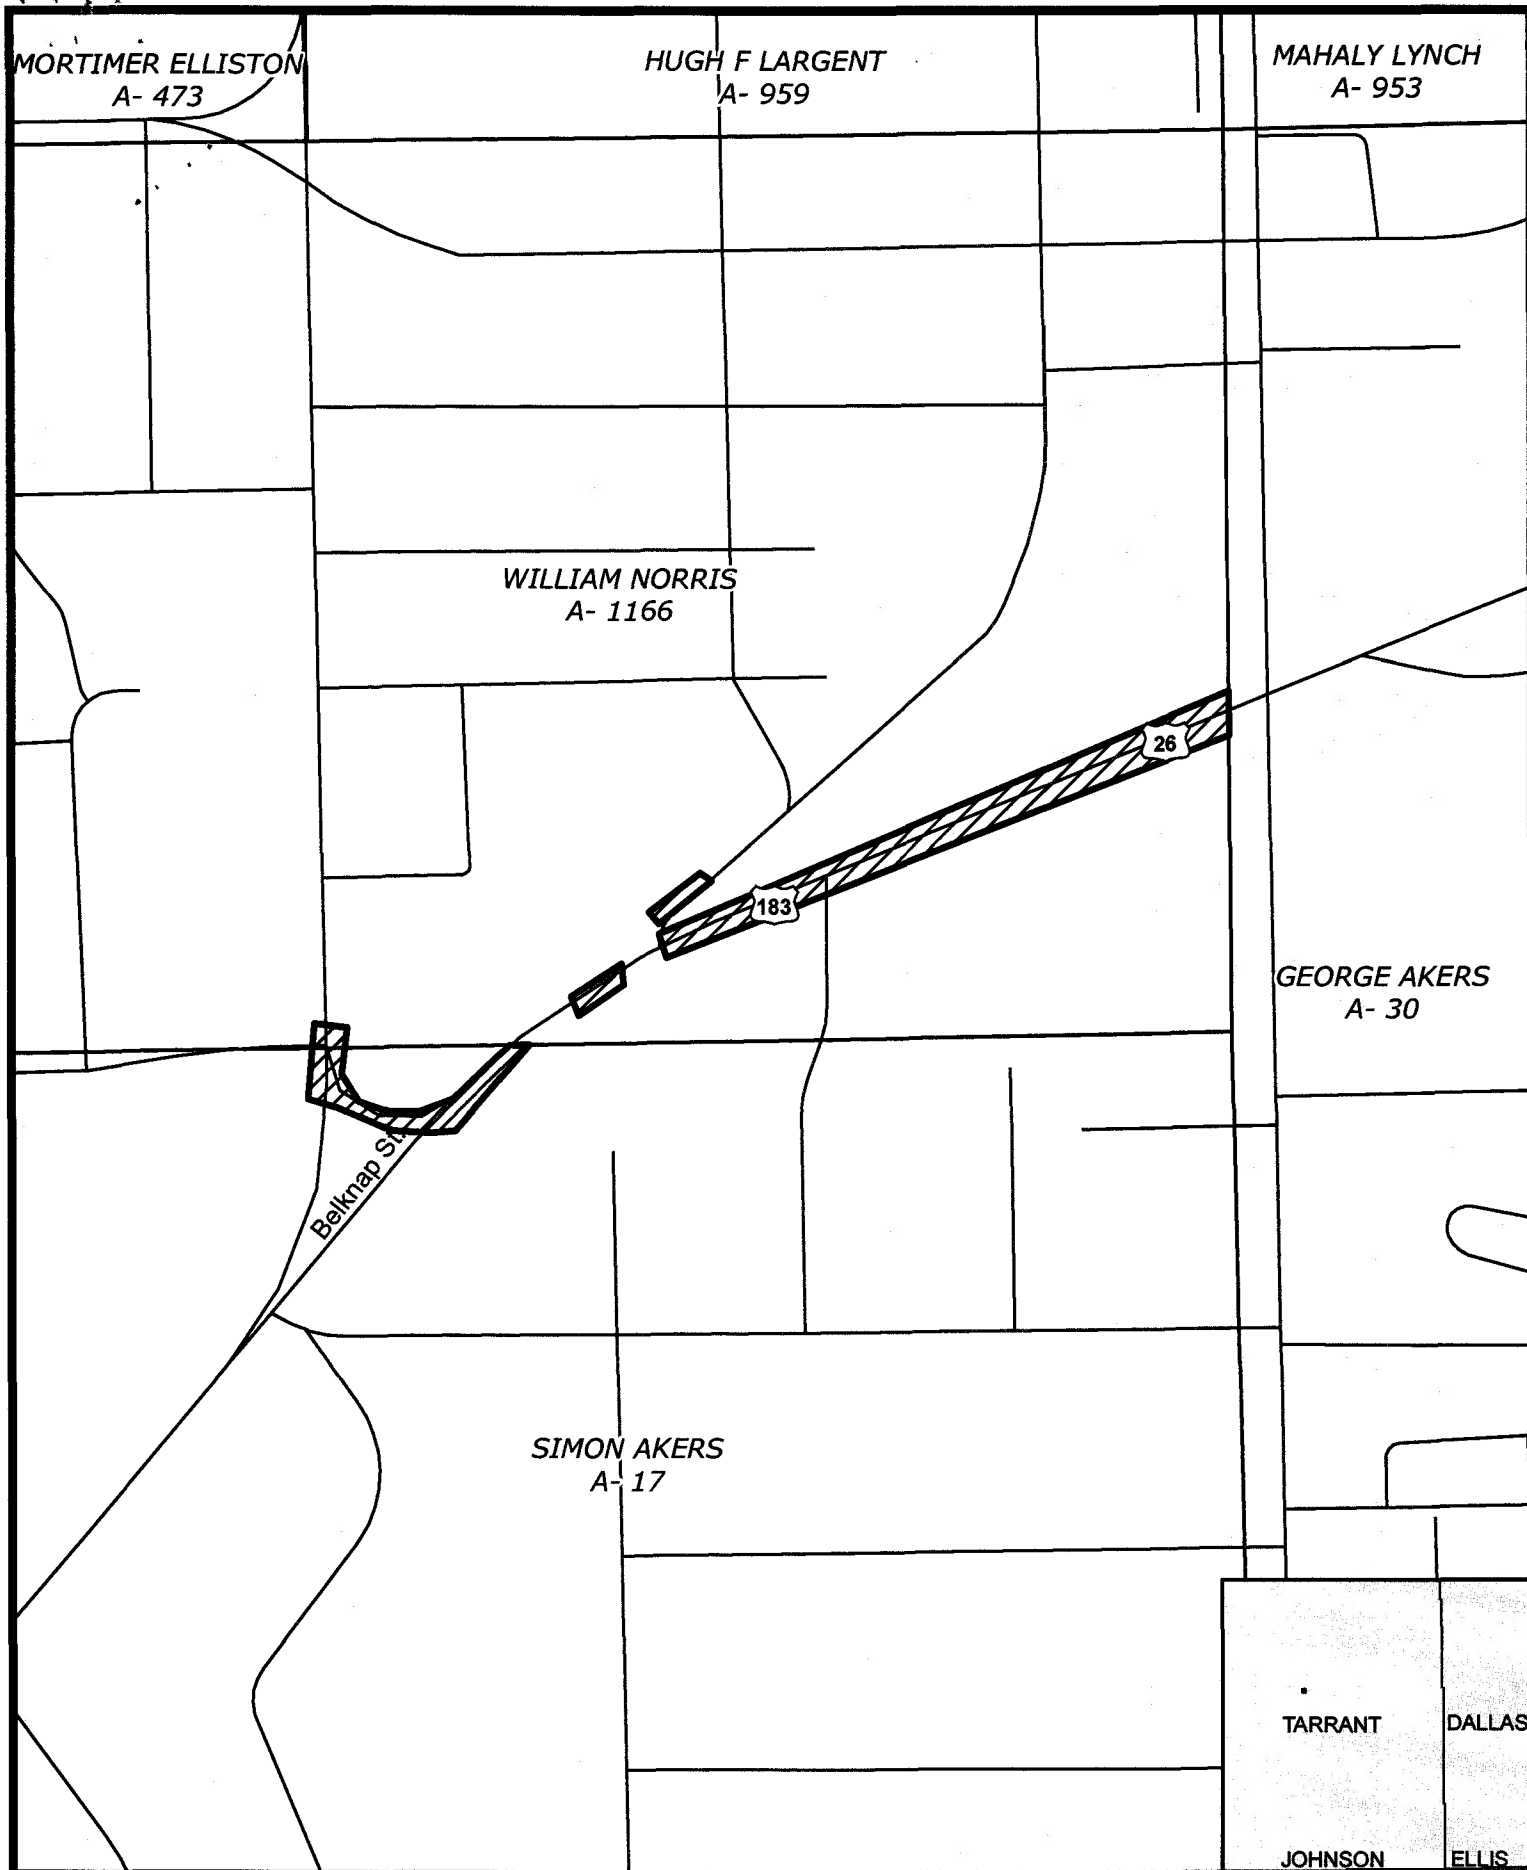 MORTIMER ELLISTON
A- 473
HUGH F LARGENT
A- 959
MAHALY LYNCH
A- 953
WILLIAM NORRIS
A- 1166
26
183
GEORGE AKERS
A- 30
Belknap St.
SIMON AKERS
A- 17
TARRANT
DALLAS
JOHNSON
ELLIS